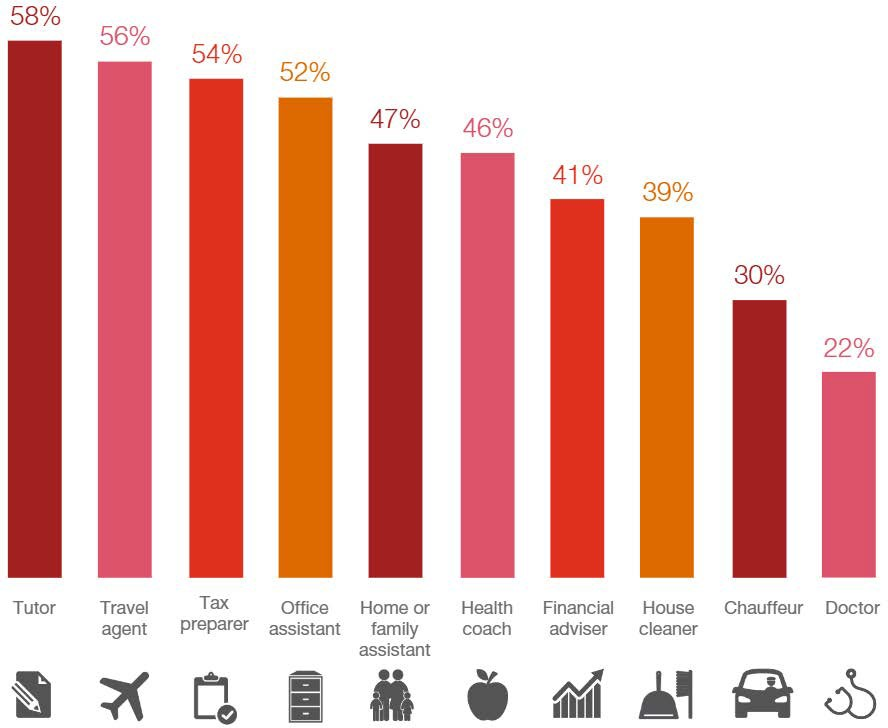 58%
56%
54%
52%
47%
46%
41%
39%
30%
22%
Tutor
Travel
agent
Tax
preparer
Office
assistant
Home or
family
assistant
Health
coach
Financial
adviser
House
cleaner
Chauffeur
Doctor